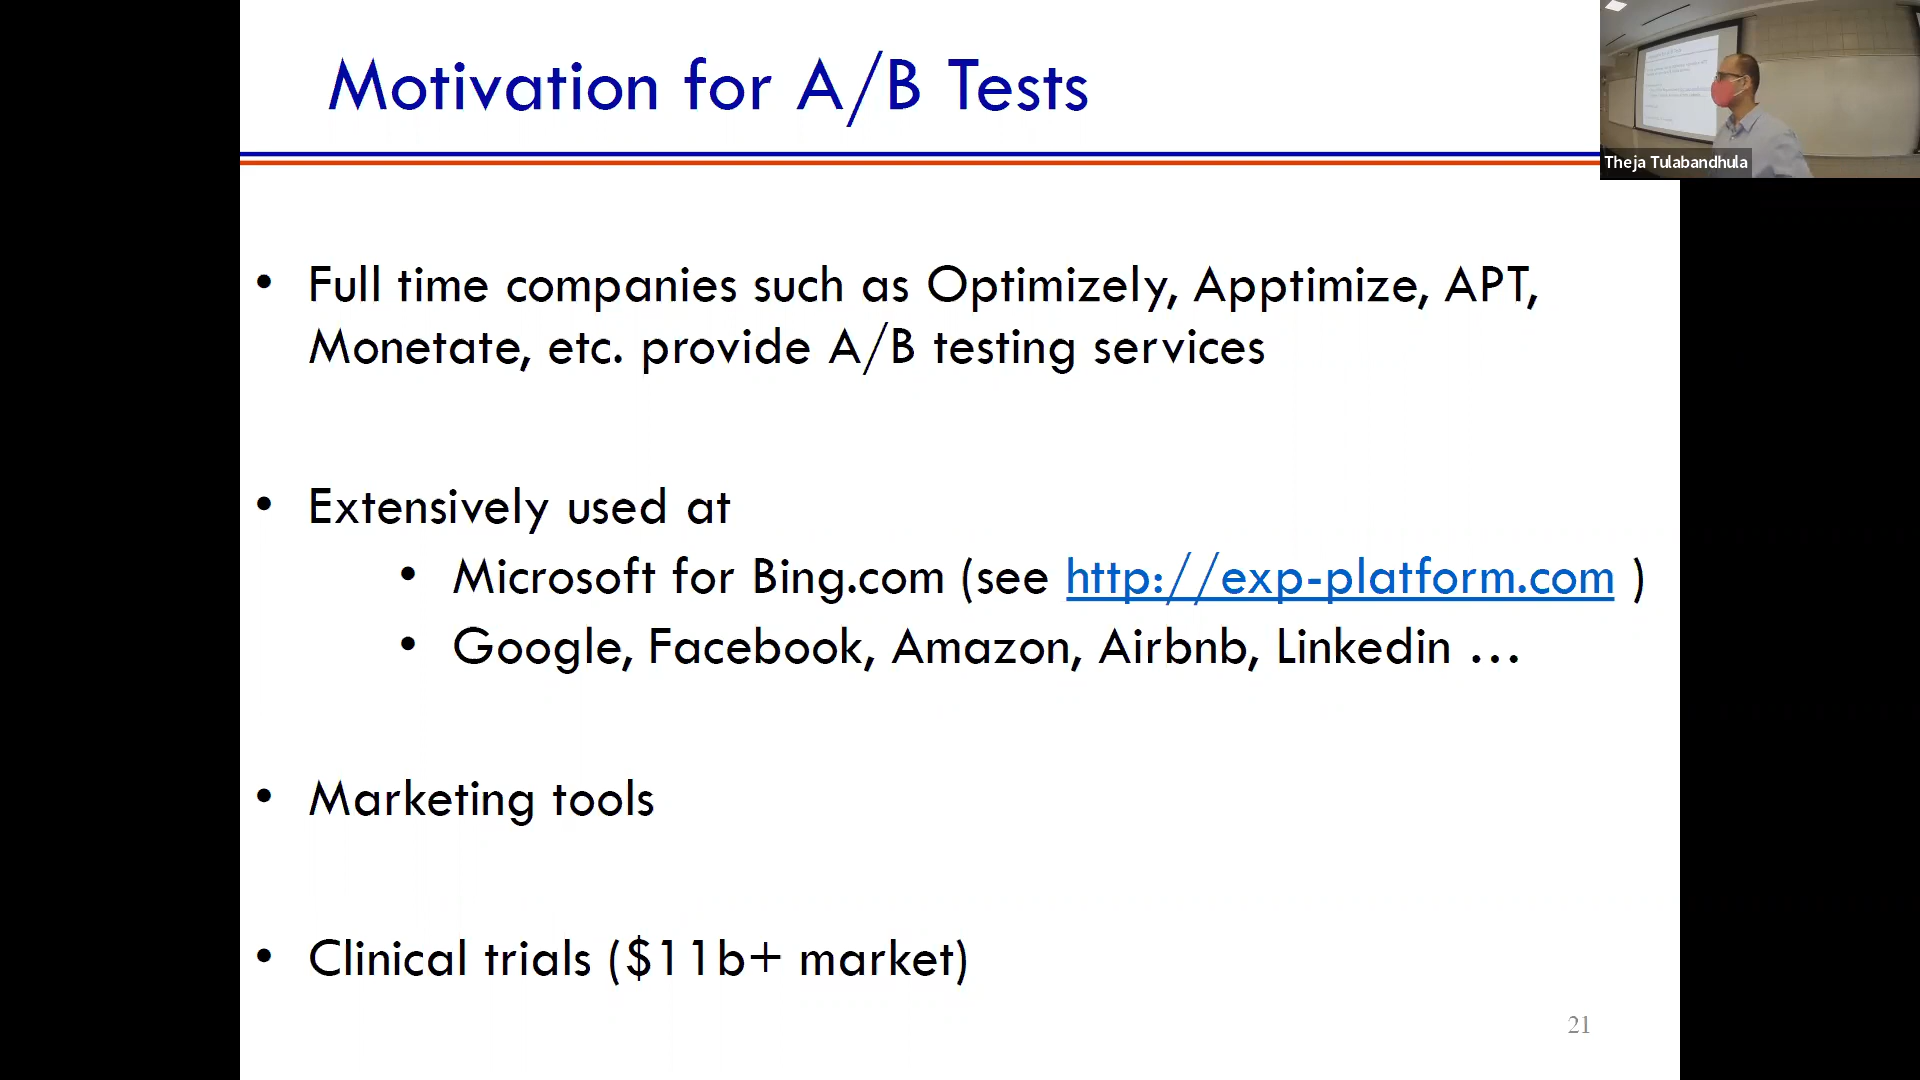 Motivation for A/B Tests
Theja Tulabandhula
• Full time companies such as Optimizely, Apptimize, APT,
Monetate, etc. provide A/B testing services
• Extensively used at
• Microsoft for Bing.com (see http://exp-platform.com )
• Google, Facebook, Amazon, Airbnb, Linkedin …
• Marketing tools
• Clinical trials ($11b+ market)
21